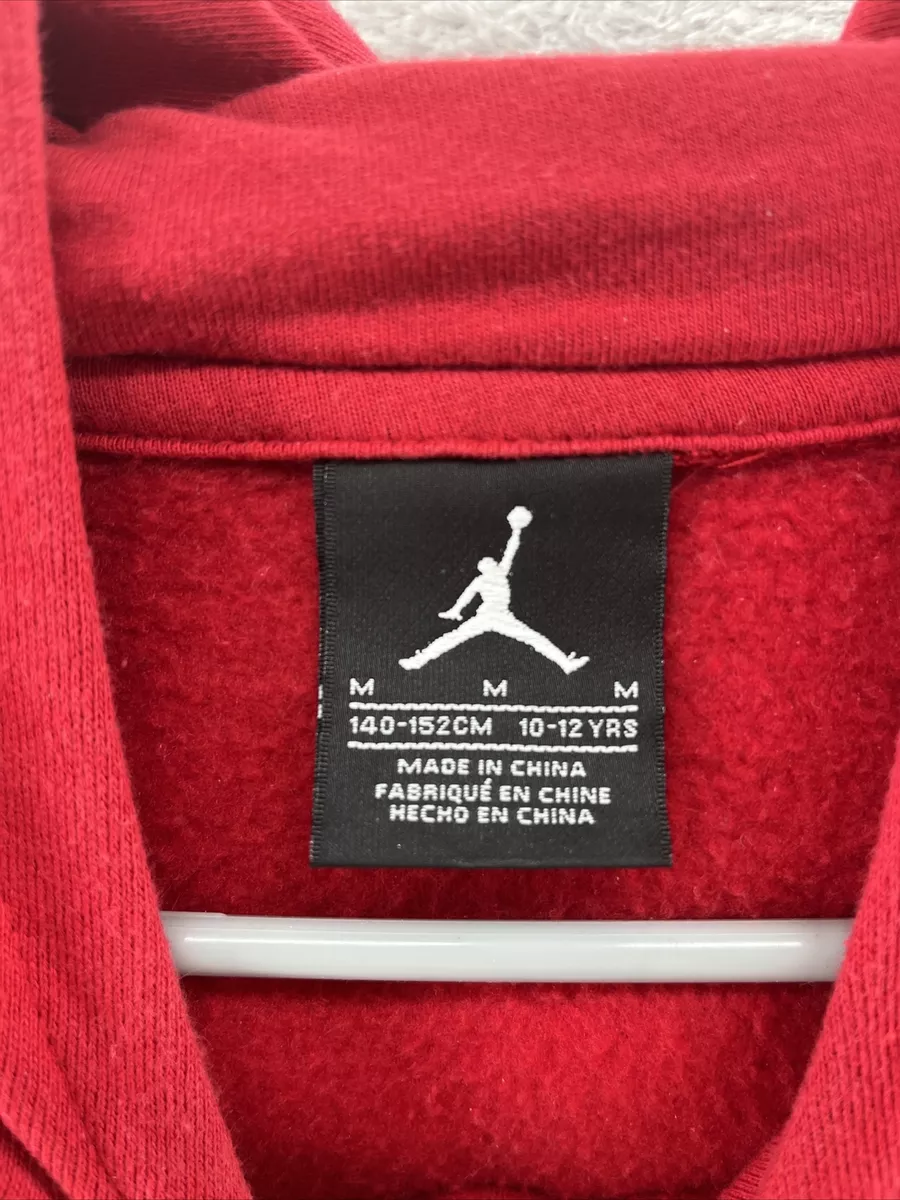 M M M
140-152CM 10-12 YRS
MADE IN CHINA
FABRIQUÉ EN CHINE
HECHO EN CHINA